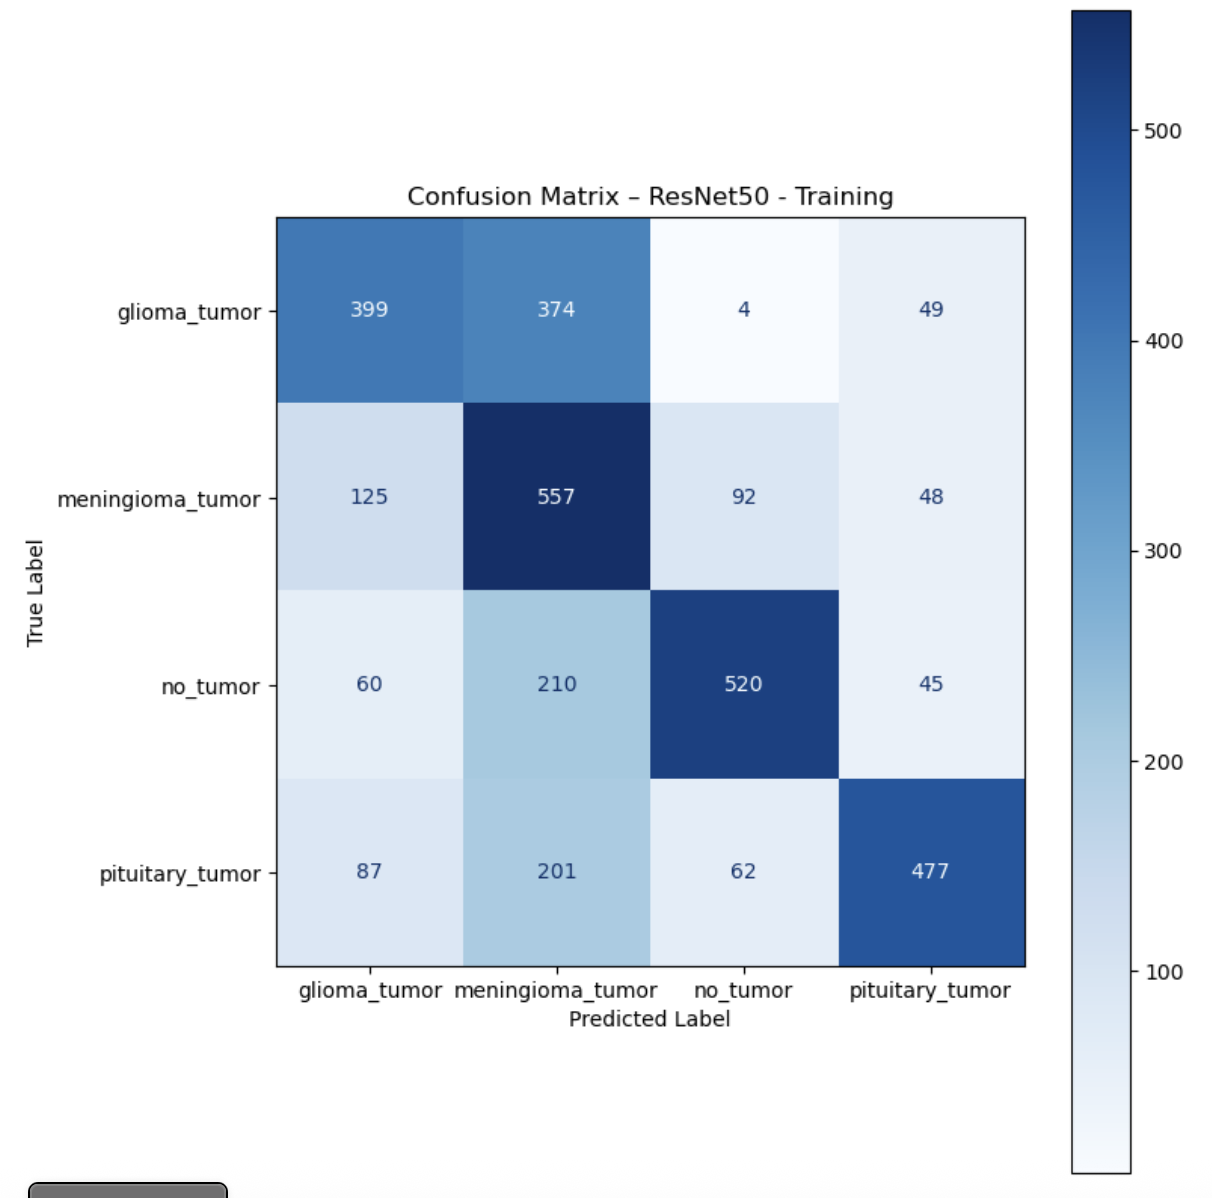 Confusion Matrix – ResNet50 - Training
True Label
glioma_tumor 399 374 4 49
meningioma_tumor 125 557 92 48
no_tumor 60 210 520 45
pituitary_tumor 87 201 62 477
glioma_tumor meningioma_tumor no_tumor pituitary_tumor
Predicted Label
500
400
300
200
100